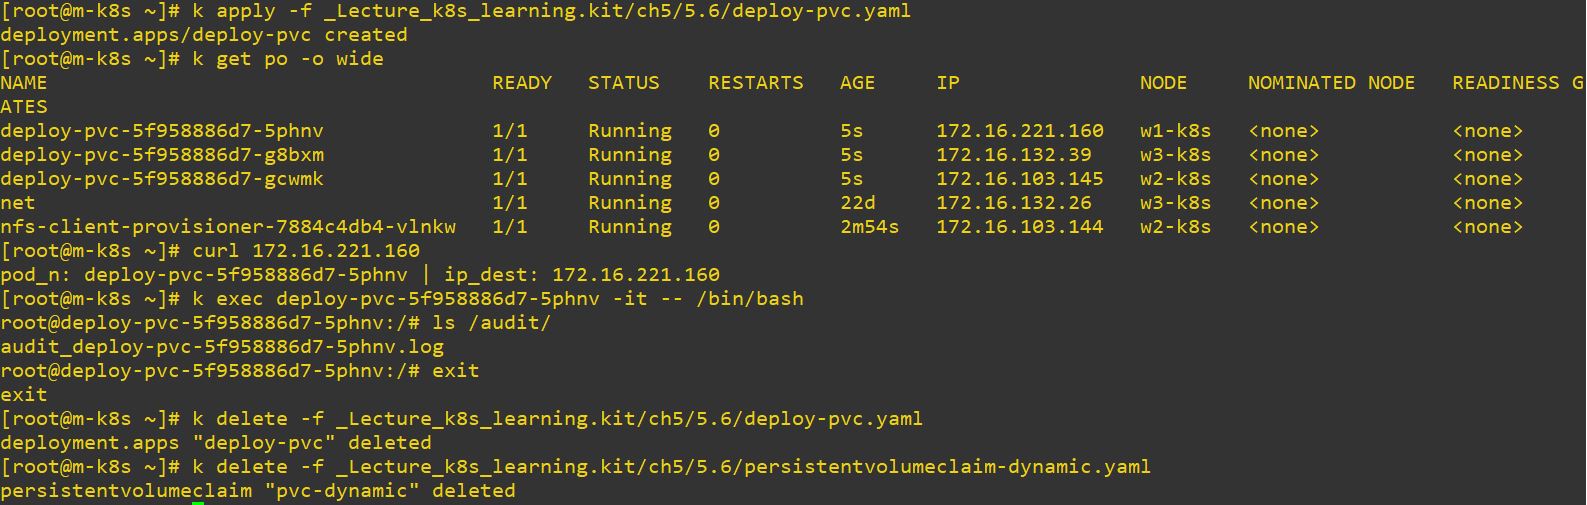 [root@m-k8s ~]# k apply -f _Lecture_k8s_learning.kit/ch5/5.6/deploy-pvc.yaml
deployment.apps/deploy-pvc created
[root@m-k8s ~]# k get po -o wide
NAME                                     READY   STATUS    RESTARTS   AGE     IP               NODE     NOMINATED NODE   READINESS G
ATES
deploy-pvc-5f958886d7-5phnv              1/1     Running   0          5s      172.16.221.160   w1-k8s   <none>           <none>
deploy-pvc-5f958886d7-g8bxm              1/1     Running   0          5s      172.16.132.39    w3-k8s   <none>           <none>
deploy-pvc-5f958886d7-gcwmk              1/1     Running   0          5s      172.16.103.145   w2-k8s   <none>           <none>
net                                      1/1     Running   0          22d     172.16.132.26    w3-k8s   <none>           <none>
nfs-client-provisioner-7884c4db4-vlnkw   1/1     Running   0          2m54s   172.16.103.144   w2-k8s   <none>           <none>
[root@m-k8s ~]# curl 172.16.221.160
pod_n: deploy-pvc-5f958886d7-5phnv | ip_dest: 172.16.221.160
[root@m-k8s ~]# k exec deploy-pvc-5f958886d7-5phnv -it -- /bin/bash
root@deploy-pvc-5f958886d7-5phnv:/# ls /audit/
audit_deploy-pvc-5f958886d7-5phnv.log
root@deploy-pvc-5f958886d7-5phnv:/# exit
exit
[root@m-k8s ~]# k delete -f _Lecture_k8s_learning.kit/ch5/5.6/deploy-pvc.yaml
deployment.apps "deploy-pvc" deleted
[root@m-k8s ~]# k delete -f _Lecture_k8s_learning.kit/ch5/5.6/persistentvolumeclaim-dynamic.yaml
persistentvolumeclaim "pvc-dynamic" deleted